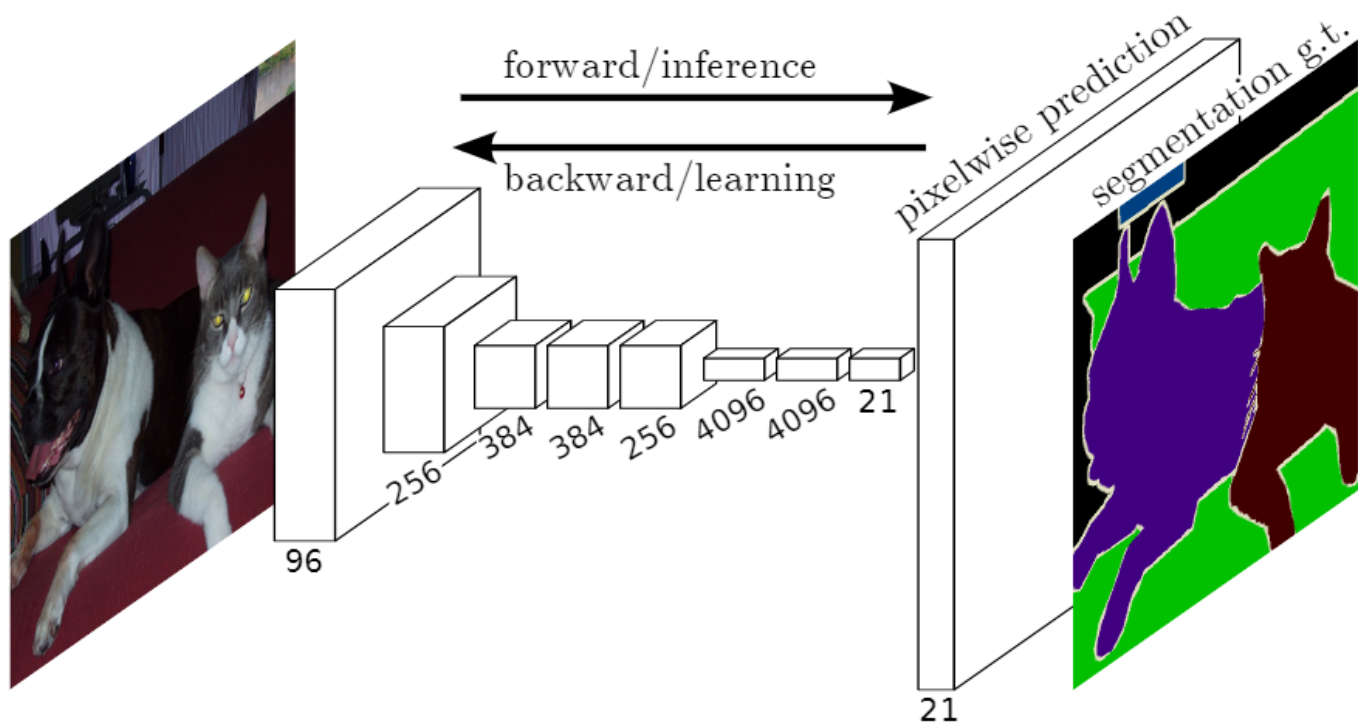 forward/inference
backward/learning
pixelwise prediction
segmentation g.t.
96
256
384
384
256
4096
4096
21
21